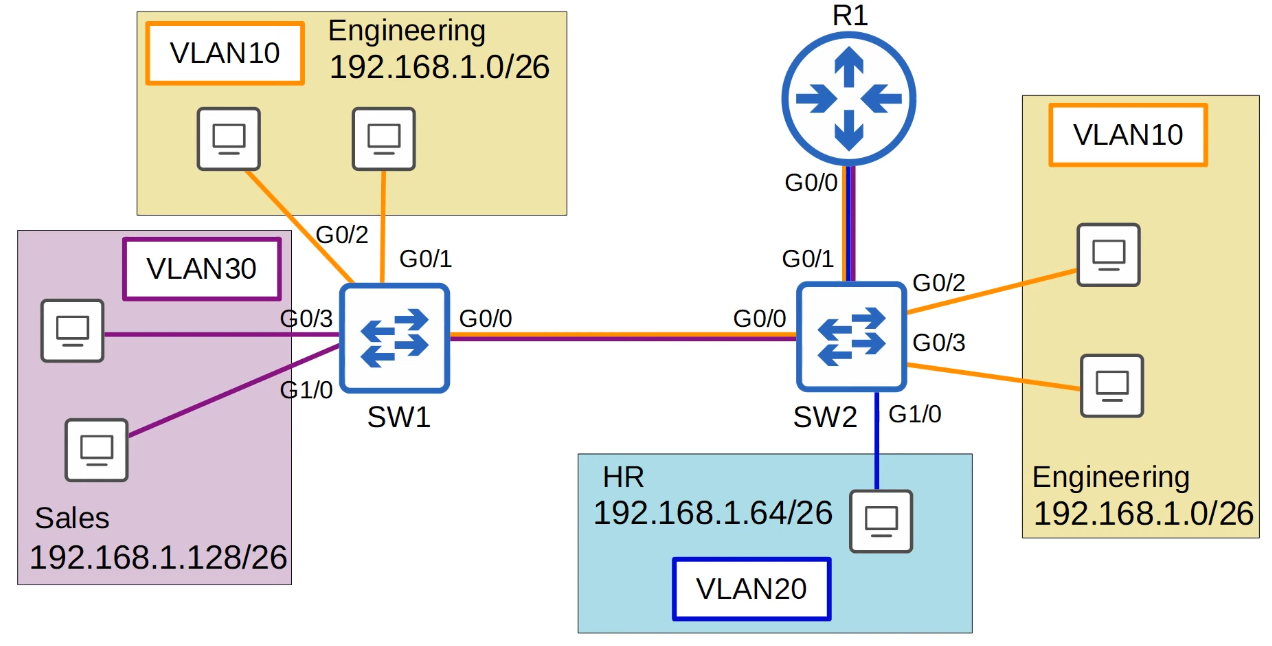 R1
VLAN10
Engineering
192.168.1.0/26
VLAN10
G0/0
G0/2
G0/1
G0/1
VLAN30
G0/2
G0/3
G0/0
G0/0
G0/3
G1/0
SW1
SW2
G1/0
HR
192.168.1.64/26
Engineering
192.168.1.0/26
Sales
192.168.1.128/26
VLAN20